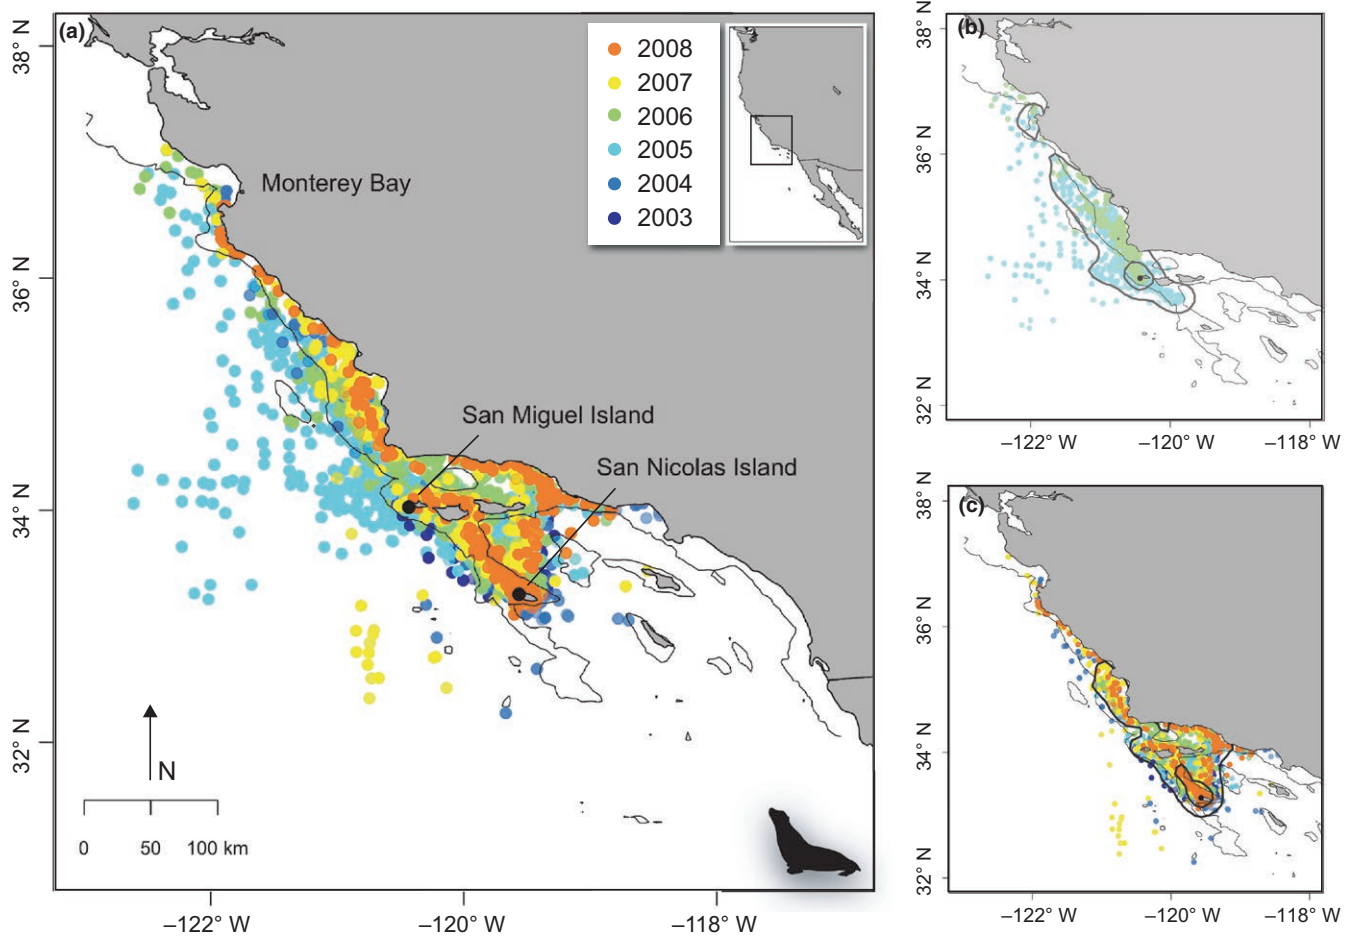 (a)
2008
2007
2006
2005
2004
2003
Monterey Bay
San Miguel Island
San Nicolas Island
N
0 50 100 km
38° N
36° N
34° N
32° N
–122° W –120° W –118° W
(b)
38° N
36° N
34° N
32° N
–122° W –120° W –118° W
(c)
38° N
36° N
34° N
32° N
–122° W –120° W –118° W